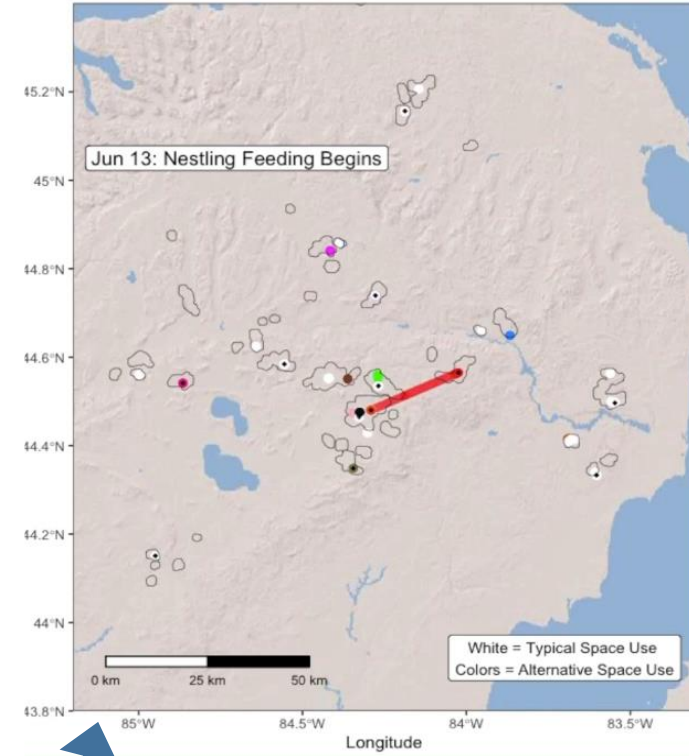 45.2°N
Jun 13: Nestling Feeding Begins
45°N
44.8°N
44.6°N
44.4°N
44.2°N
44°N
White = Typical Space Use
Colors = Alternative Space Use
0 km 25 km 50 km
43.8°N
85°W 84.5°W 84°W 83.5°W
Longitude